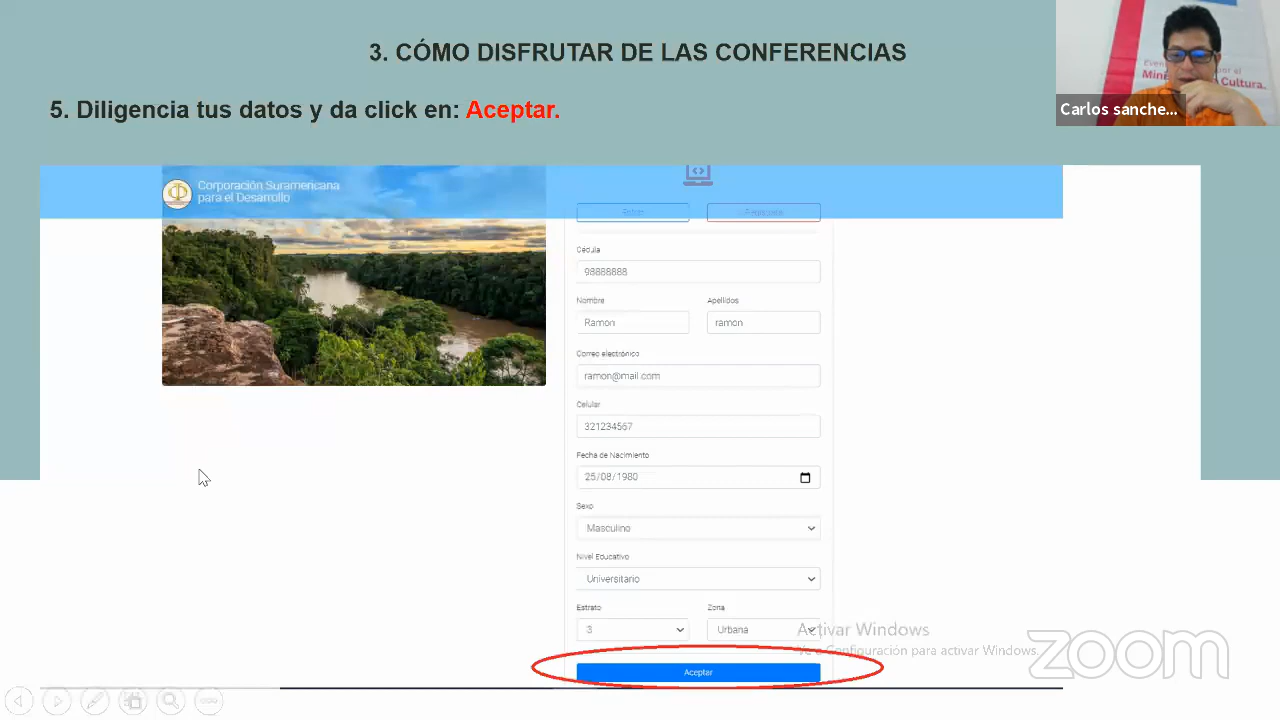 3. CÓMO DISFRUTAR DE LAS CONFERENCIAS
5. Diligencia tus datos y da click en: Aceptar.
Carlos sanche...
Corporación Suramericana
para el Desarrollo
Cédula
98888888
Nombre
Apellidos
Ramon
ramon
Correo electrónico
ramon@mail.com
Celular
321234567
Fecha de Nacimiento
25/08/1980
Sexo
Masculino
Nivel Educativo
Universitario
Estrato
Zona
3
Urbana
Activar Windows
Ve a Configuración para activar Windows.
Aceptar
zoom